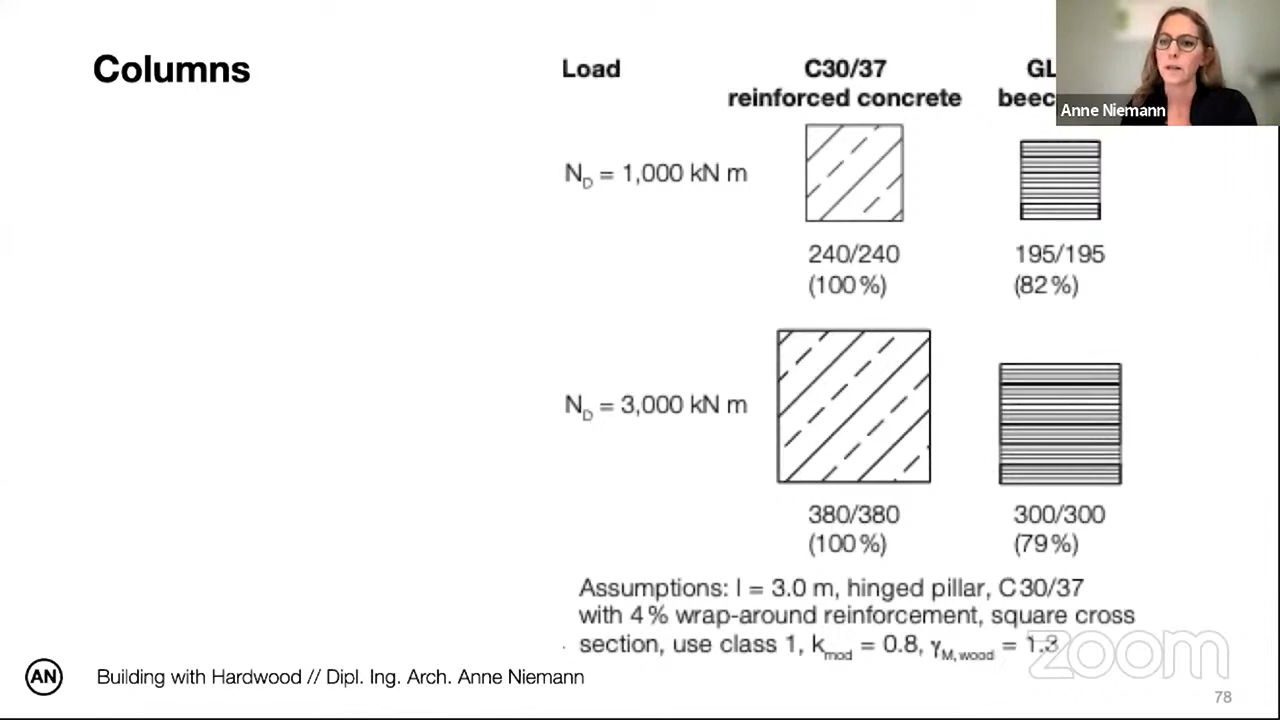 Columns
Load
C30/37
reinforced concrete
GL
beec
Anne Niemann
N_D = 1,000 kN m
240/240
(100 %)
195/195
(82 %)
N_D = 3,000 kN m
380/380
(100 %)
300/300
(79 %)
Assumptions: l = 3.0 m, hinged pillar, C30/37
with 4 % wrap-around reinforcement, square cross
section, use class 1, k_mod = 0.8, γ_M, wood = 1.3
zoom
AN
Building with Hardwood // Dipl. Ing. Arch. Anne Niemann
78